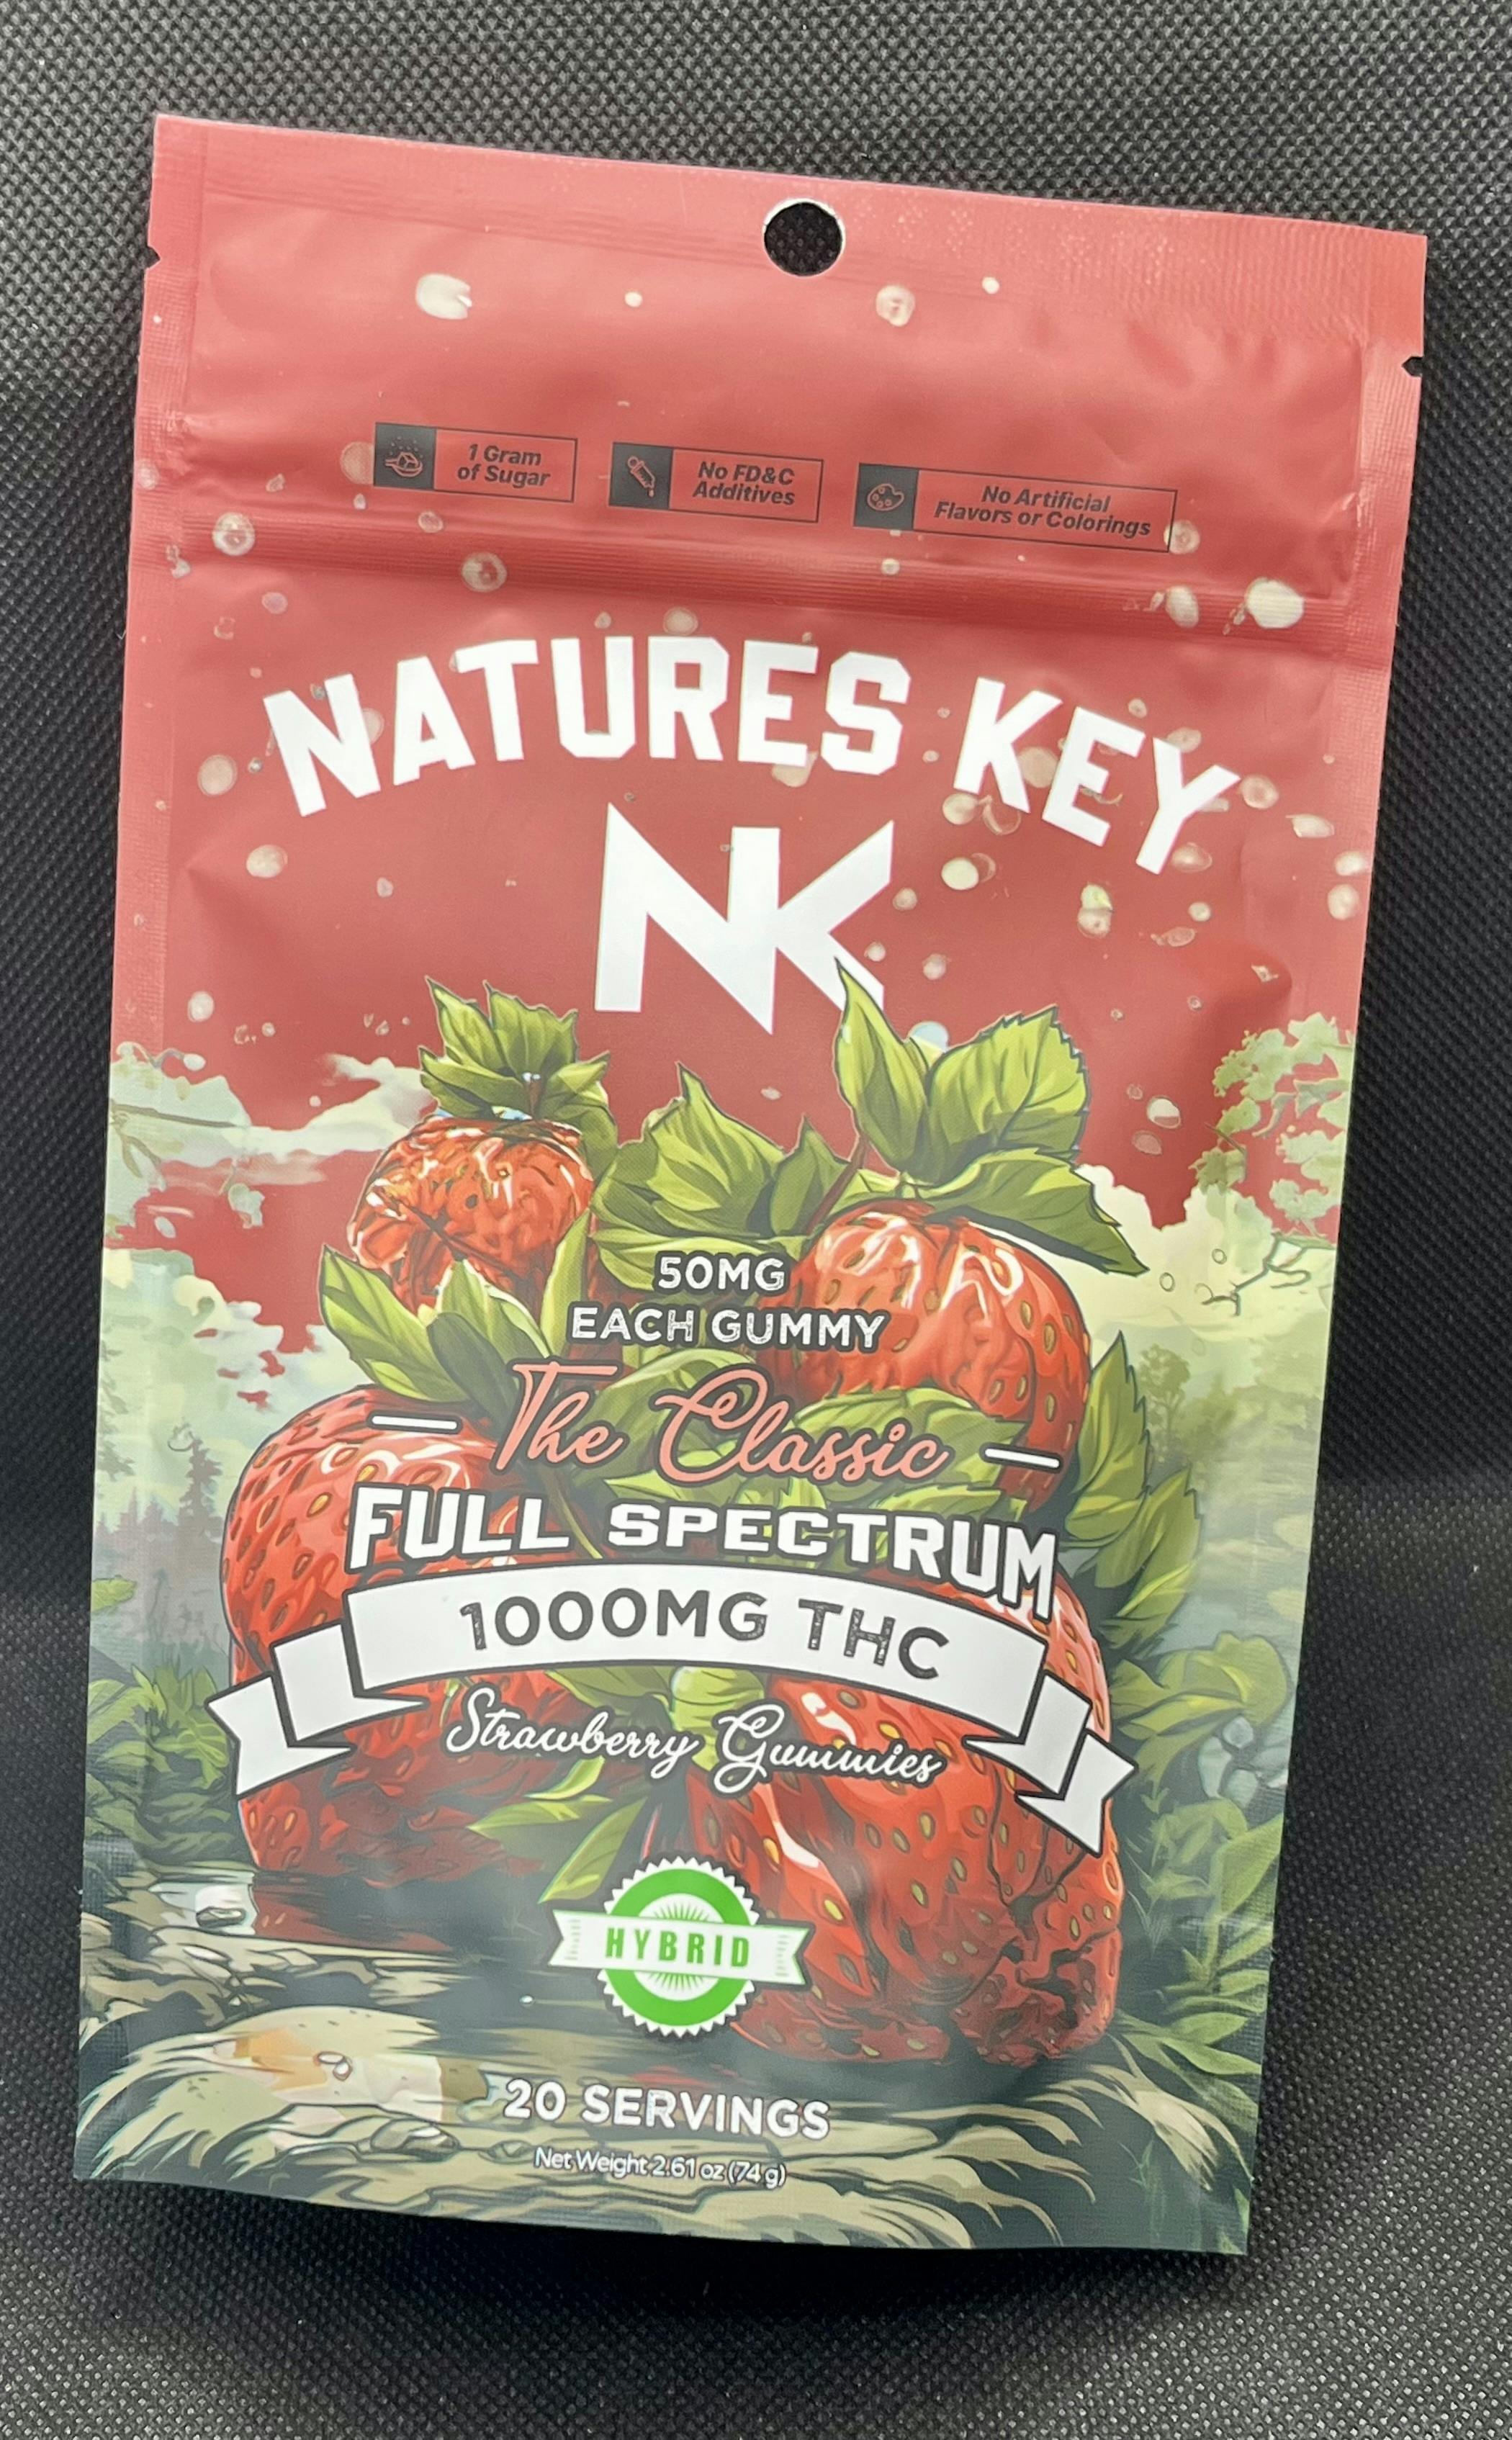 1 Gram
of Sugar
No FD&C
Additives
No Artificial
Flavors or Colorings
NATURES KEY
NK
50MG
EACH GUMMY
The Classic
FULL SPECTRUM
1000MG THC
Strawberry Gummies
HYBRID
20 SERVINGS
Net Weight 2.61 oz (74 g)